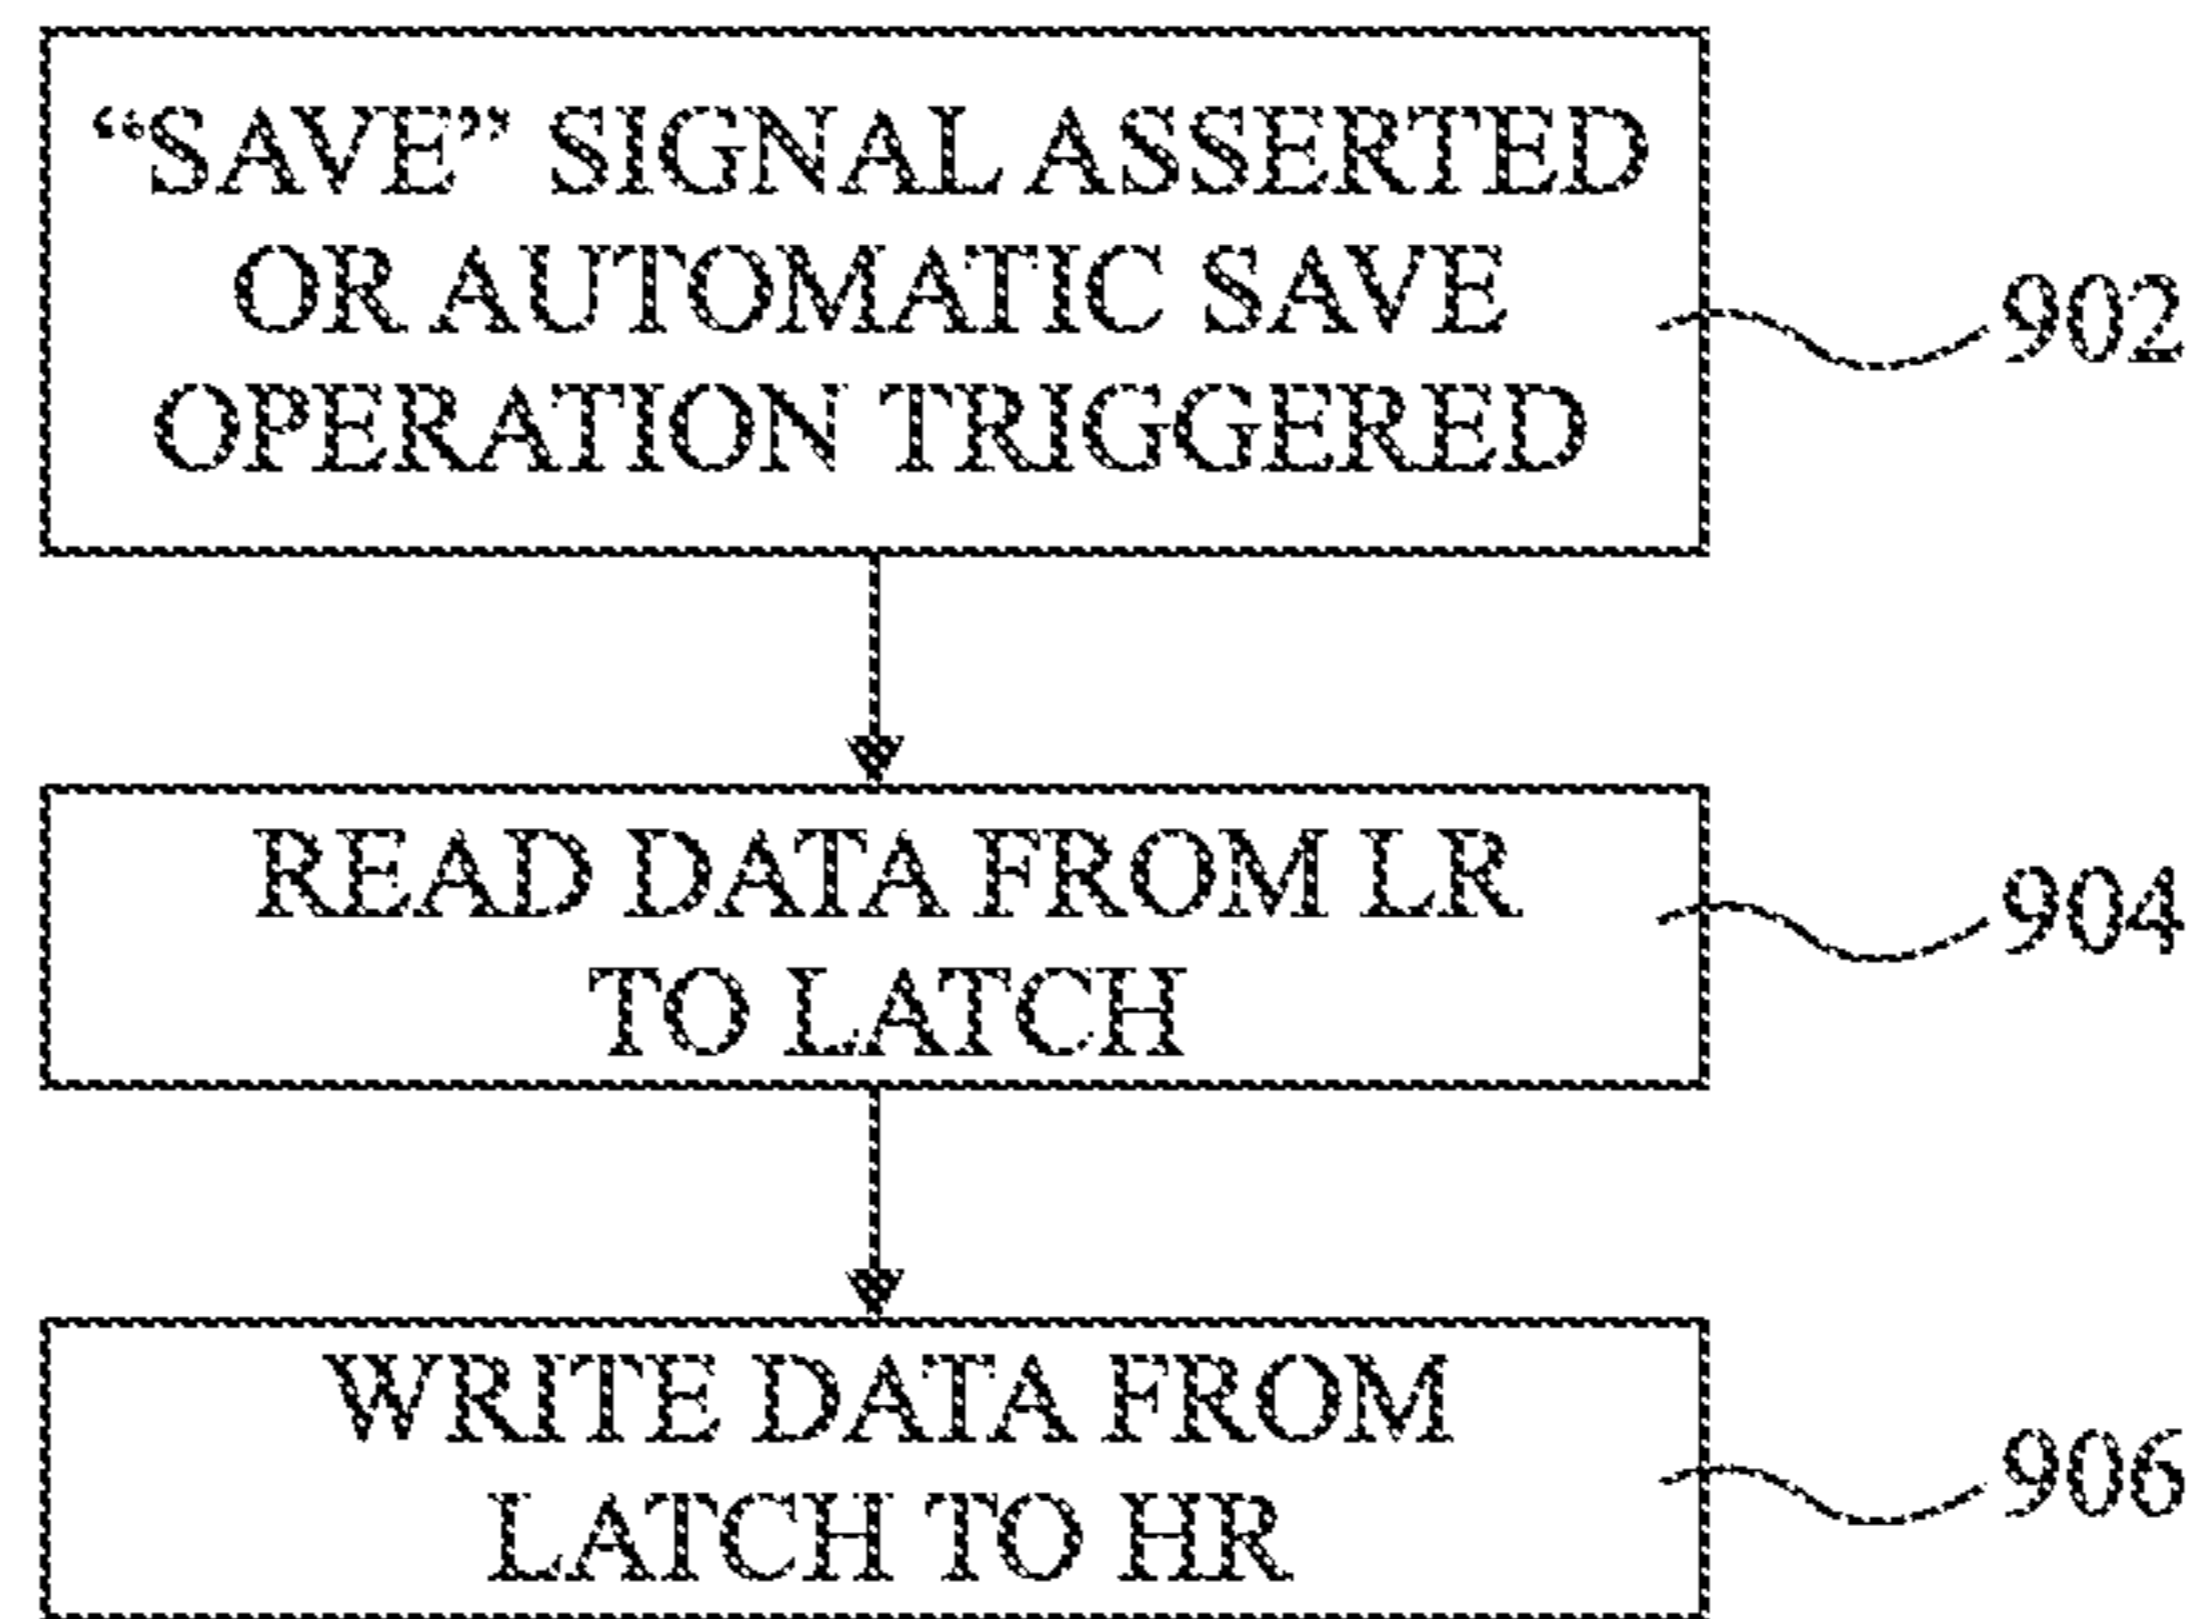 “SAVE” SIGNAL ASSERTED
OR AUTOMATIC SAVE
OPERATION TRIGGERED
902
READ DATA FROM LR
TO LATCH
904
WRITE DATA FROM
LATCH TO HR
906